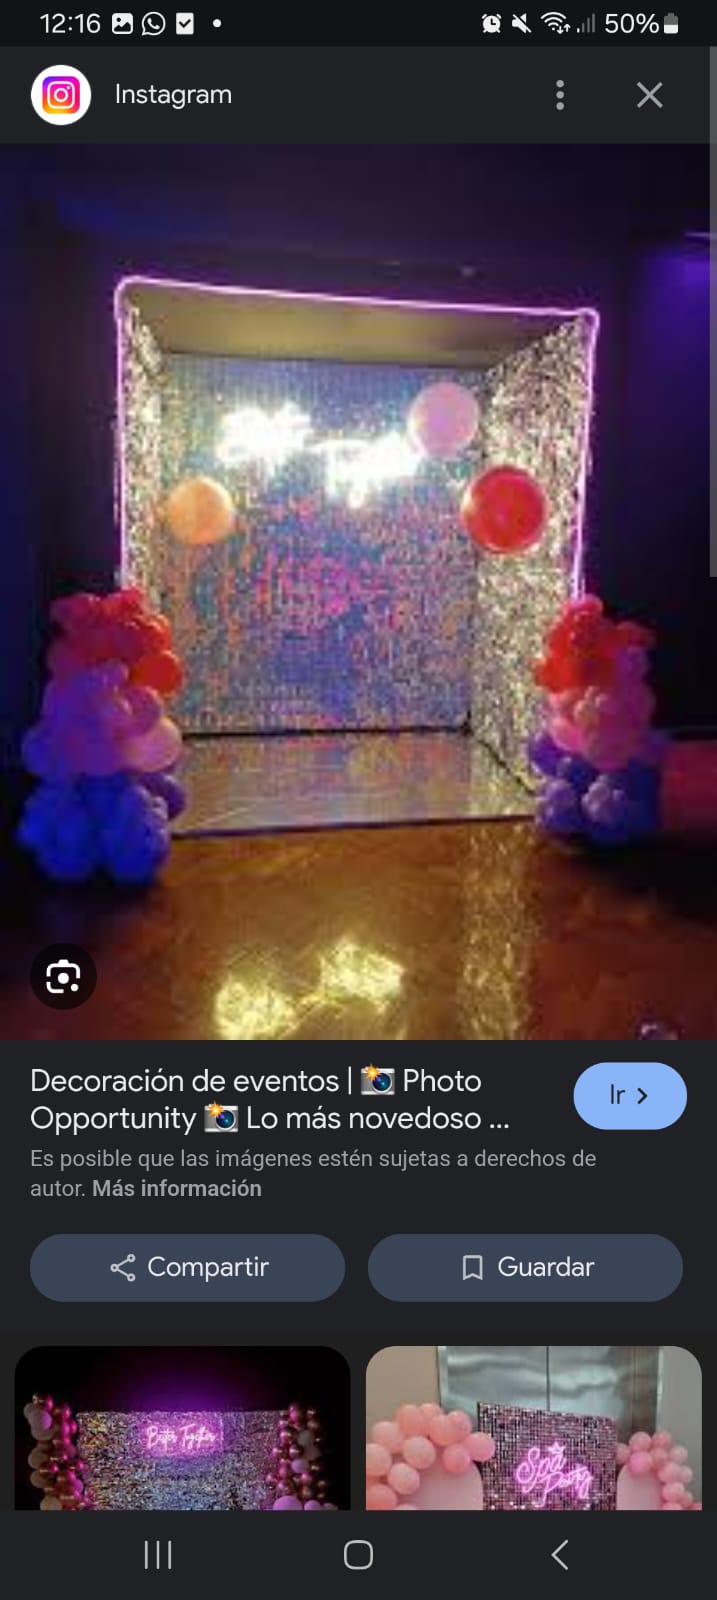 12:16
50%
Instagram
Decoración de eventos | 📸 Photo
Opportunity 📸 Lo más novedoso ...
Ir
Es posible que las imágenes estén sujetas a derechos de
autor. Más información
Compartir
Guardar
Better Together
Spa
Party